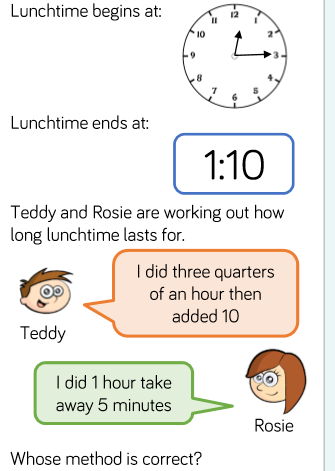 Lunchtime begins at:
11 12 1
10 2
9 3
8 4
7 6 5
Lunchtime ends at:
1:10
Teddy and Rosie are working out how
long lunchtime lasts for.
I did three quarters
of an hour then
added 10
Teddy
I did 1 hour take
away 5 minutes
Rosie
Whose method is correct?